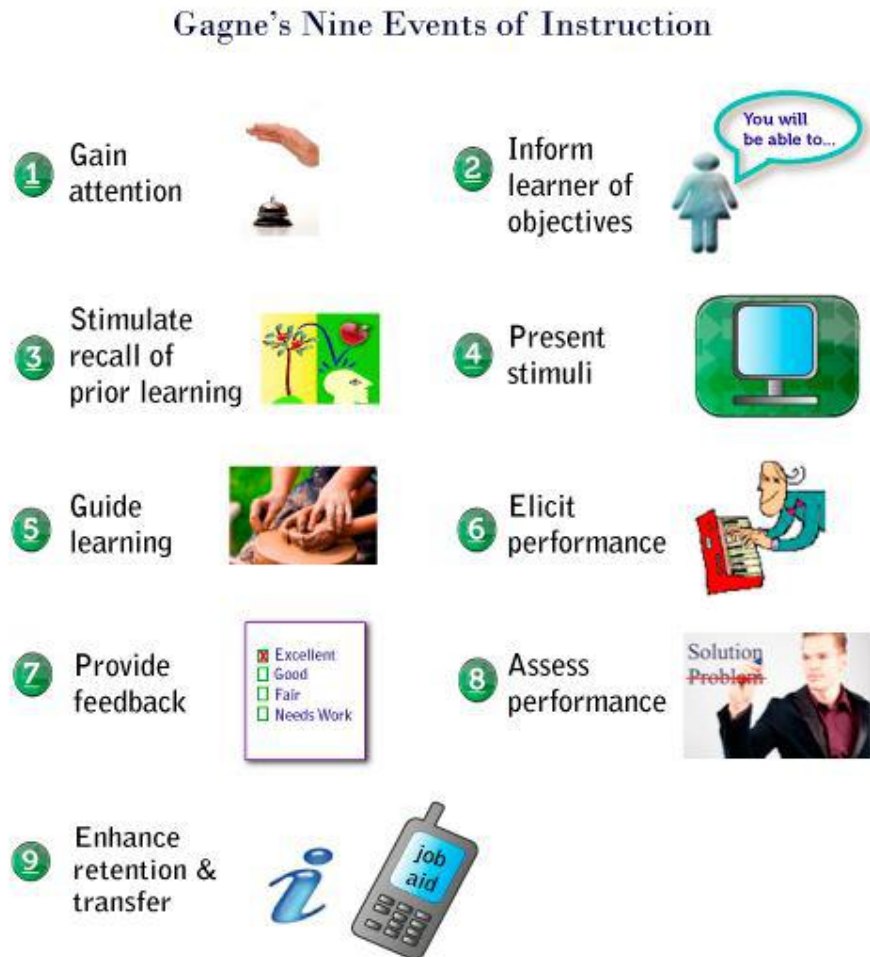 Gagne's Nine Events of Instruction
1
Gain
attention
2
Inform
learner of
objectives
You will
be able to...
3
Stimulate
recall of
prior learning
4
Present
stimuli
5
Guide
learning
6
Elicit
performance
7
Provide
feedback
Excellent
Good
Fair
Needs Work
8
Assess
performance
Solution
Problem
9
Enhance
retention &
transfer
i
job
aid